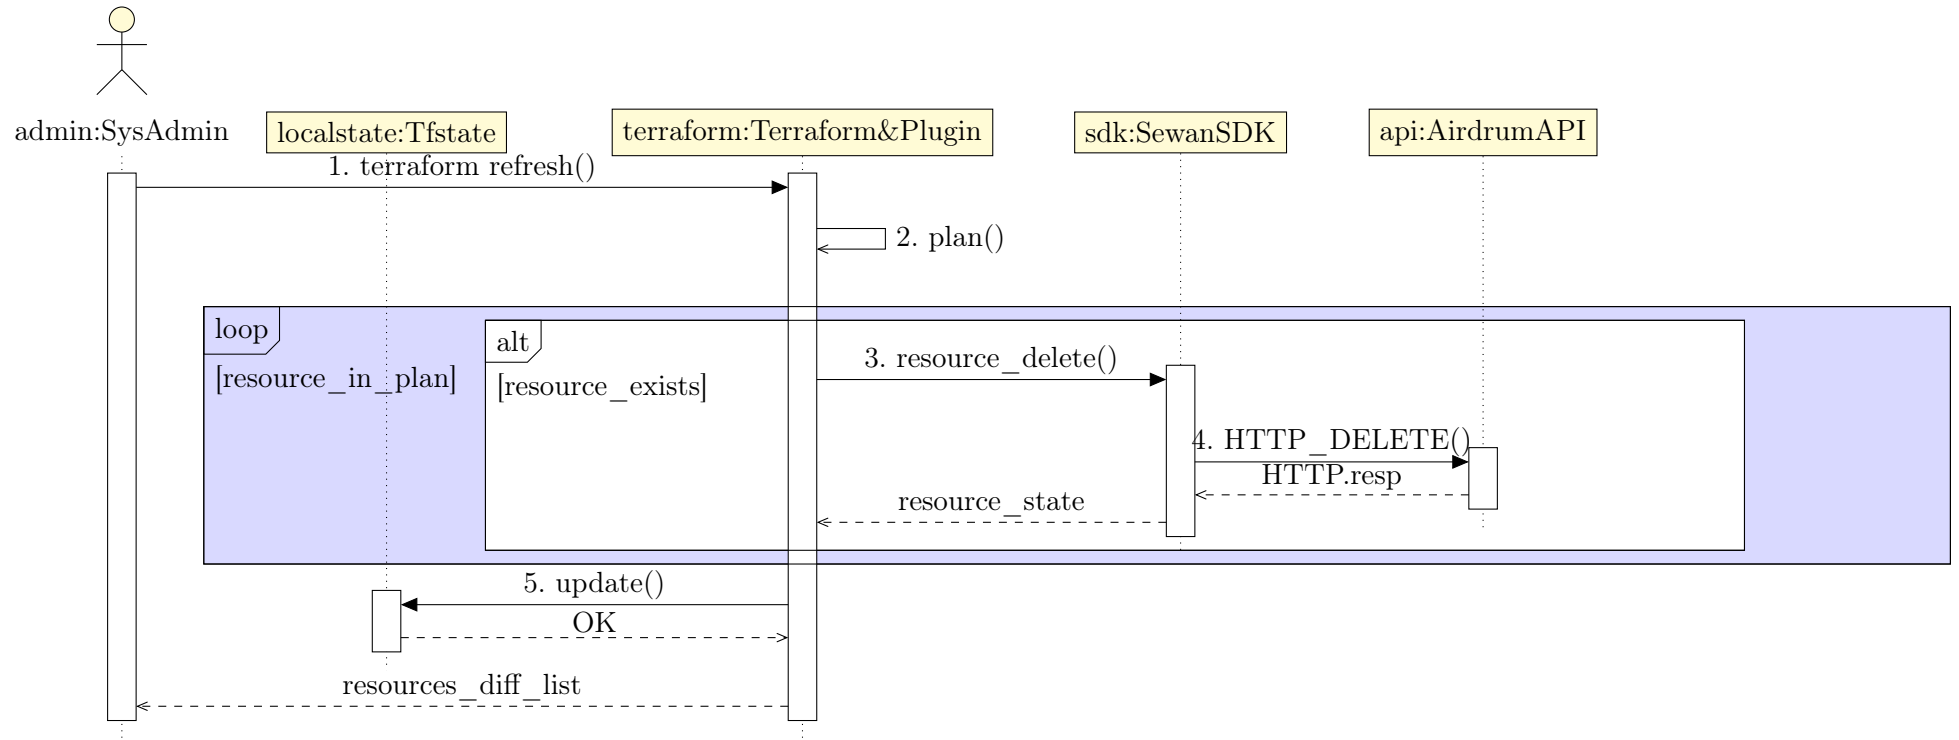 admin:SysAdmin
localstate:Tfstate
terraform:Terraform&Plugin
sdk:SewanSDK
api:AirdrumAPI
1. terraform refresh()
2. plan()
loop
alt
[resource_in_plan]
[resource_exists]
3. resource_delete()
4. HTTP_DELETE()
HTTP.resp
resource_state
5. update()
OK
resources_diff_list